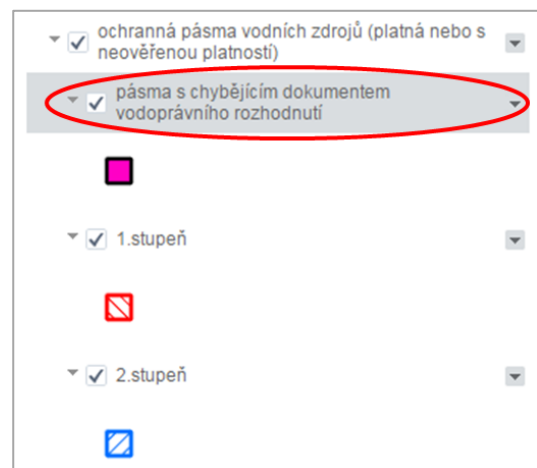 ochranná pásma vodních zdrojů (platná nebo s
neověřenou platností)
pásma s chybějícím dokumentem
vodoprávního rozhodnutí
1.stupeň
2.stupeň